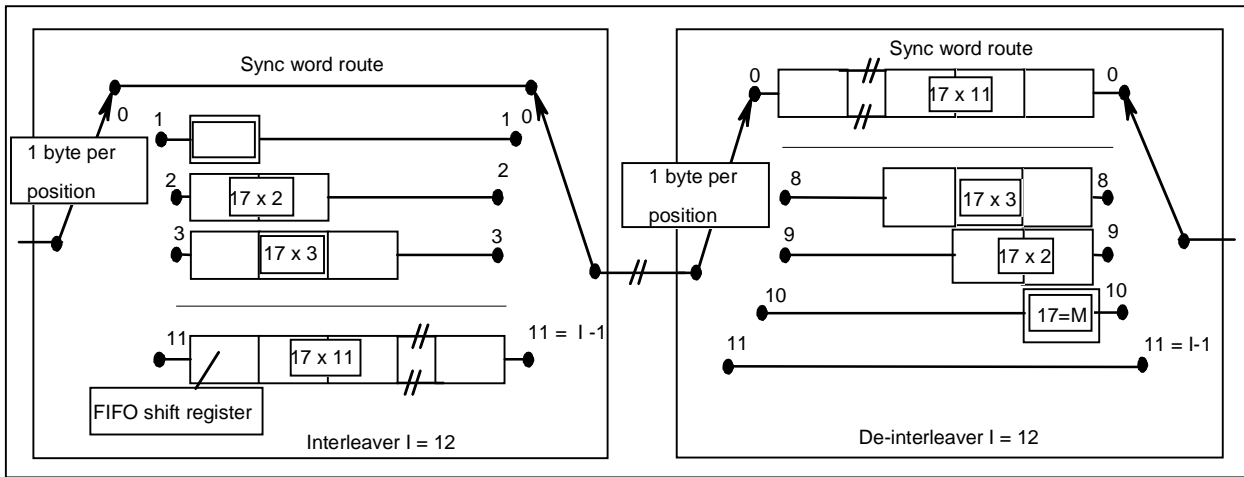 Sync word route
0
0
1
1
1 byte per
position
2
17 x 2
2
3
17 x 3
3
11
17 x 11
11 = I -1
FIFO shift register
Interleaver I = 12
Sync word route
0
17 x 11
0
1 byte per
position
8
17 x 3
8
9
17 x 2
9
10
17=M
10
11
11 = I-1
De-interleaver I = 12